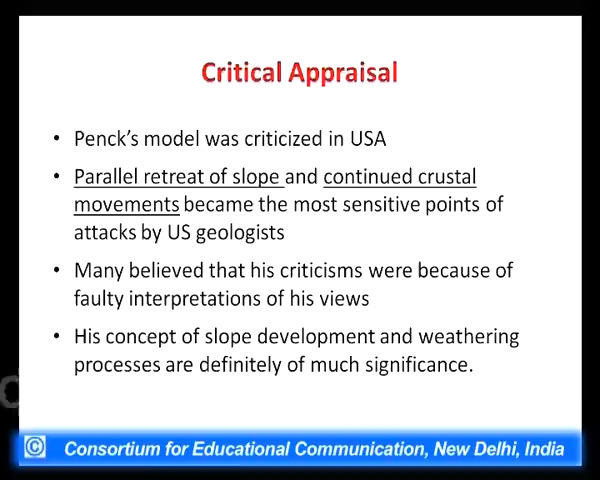 Critical Appraisal
• Penck's model was criticized in USA
• Parallel retreat of slope and continued crustal
movements became the most sensitive points of
attacks by US geologists
• Many believed that his criticisms were because of
faulty interpretations of his views
• His concept of slope development and weathering
processes are definitely of much significance.
© Consortium for Educational Communication, New Delhi, India